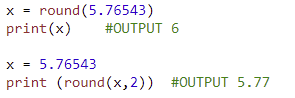 x = round(5.76543)
print(x)    #OUTPUT 6

x = 5.76543
print (round(x,2))  #OUTPUT 5.77